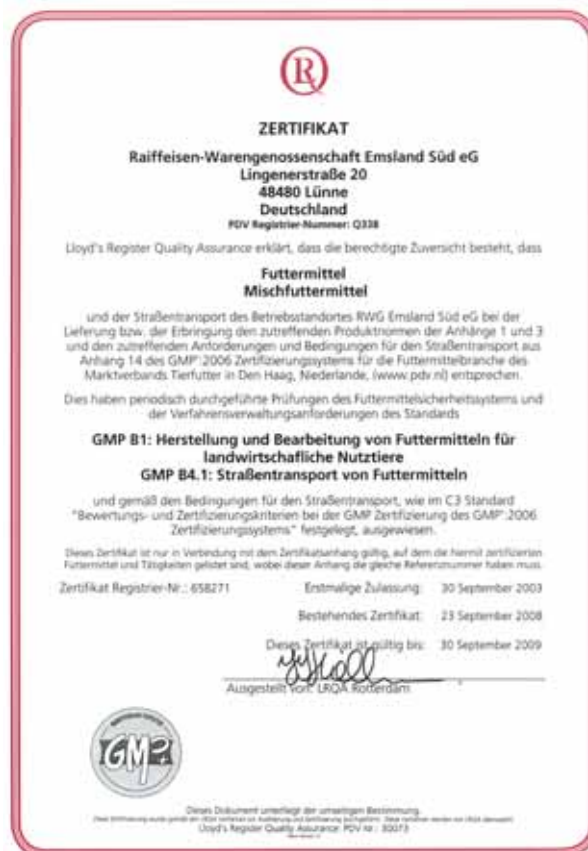 ZERTIFIKAT
Raiffeisen-Warengenossenschaft Emsland Süd eG
Lingenerstraße 20
48480 Lünne
Deutschland
PDV Registrier-Nummer: Q338
Lloyd's Register Quality Assurance erklärt, dass die berechtigte Zuversicht besteht, dass
Futtermittel
Mischfuttermittel
und der Straßentransport des Betriebsstandortes RWG Emsland Süd eG bei der
Lieferung bzw. der Erbringung den zutreffenden Produktnormen der Anhänge 1 und 3
und den zutreffenden Anforderungen und Bedingungen für den Straßentransport aus
Anhang 14 des GMP+:2006 Zertifizierungssystems für die Futtermittelbranche des
Marktverbands Tierfutter in Den Haag, Niederlande, (www.pdv.nl) entsprechen.
Dies haben periodisch durchgeführte Prüfungen des Futtermittelsicherheitssystems und
der Verfahrensverwaltungsanforderungen des Standards
GMP B1: Herstellung und Bearbeitung von Futtermitteln für
landwirtschafliche Nutztiere
GMP B4.1: Straßentransport von Futtermitteln
und gemäß den Bedingungen für den Straßentransport, wie im C3 Standard
"Bewertungs- und Zertifizierungskriterien bei der GMP Zertifizierung des GMP+:2006
Zertifizierungssystems" festgelegt, ausgewiesen.
Dieses Zertifikat ist nur in Verbindung mit dem Zertifikatsanhang gültig, auf dem die hiermit zertifizierten
Futtermittel und Tätigkeiten gelistet sind, wobei dieser Anhang die gleiche Referenznummer haben muss.
Zertifikat Registrier-Nr.: 658271 Erstmalige Zulassung: 30 September 2003
Bestehendes Zertifikat: 23 September 2008
Dieses Zertifikat ist gültig bis: 30 September 2009
Ausgestellt von: LRQA Rotterdam
GMP+
Dieses Dokument unterliegt der umseitigen Bestimmung.
Lloyd's Register Quality Assurance: PDV Nr.: 30073